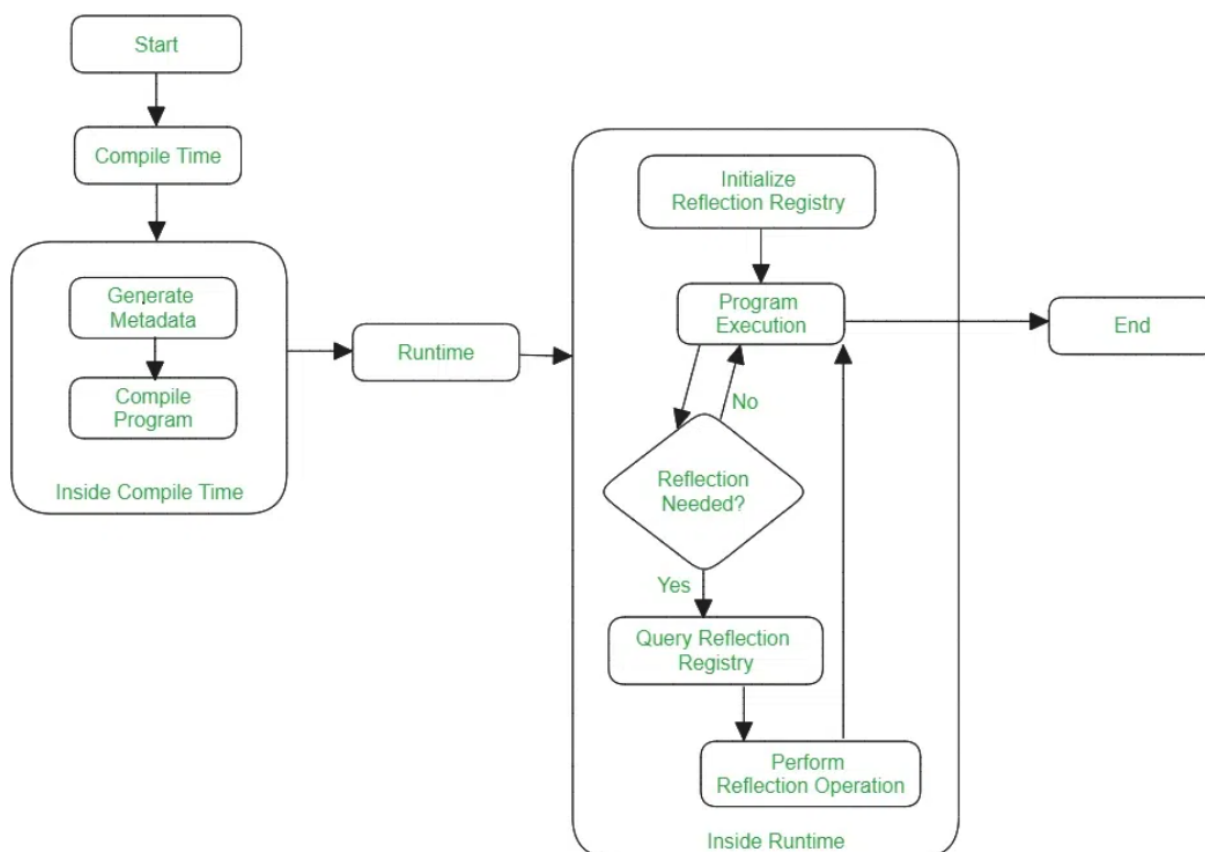 Start
Compile Time
Generate
Metadata
Compile
Program
Inside Compile Time
Runtime
Initialize
Reflection Registry
Program
Execution
No
Reflection
Needed?
Yes
Query Reflection
Registry
Perform
Reflection Operation
Inside Runtime
End